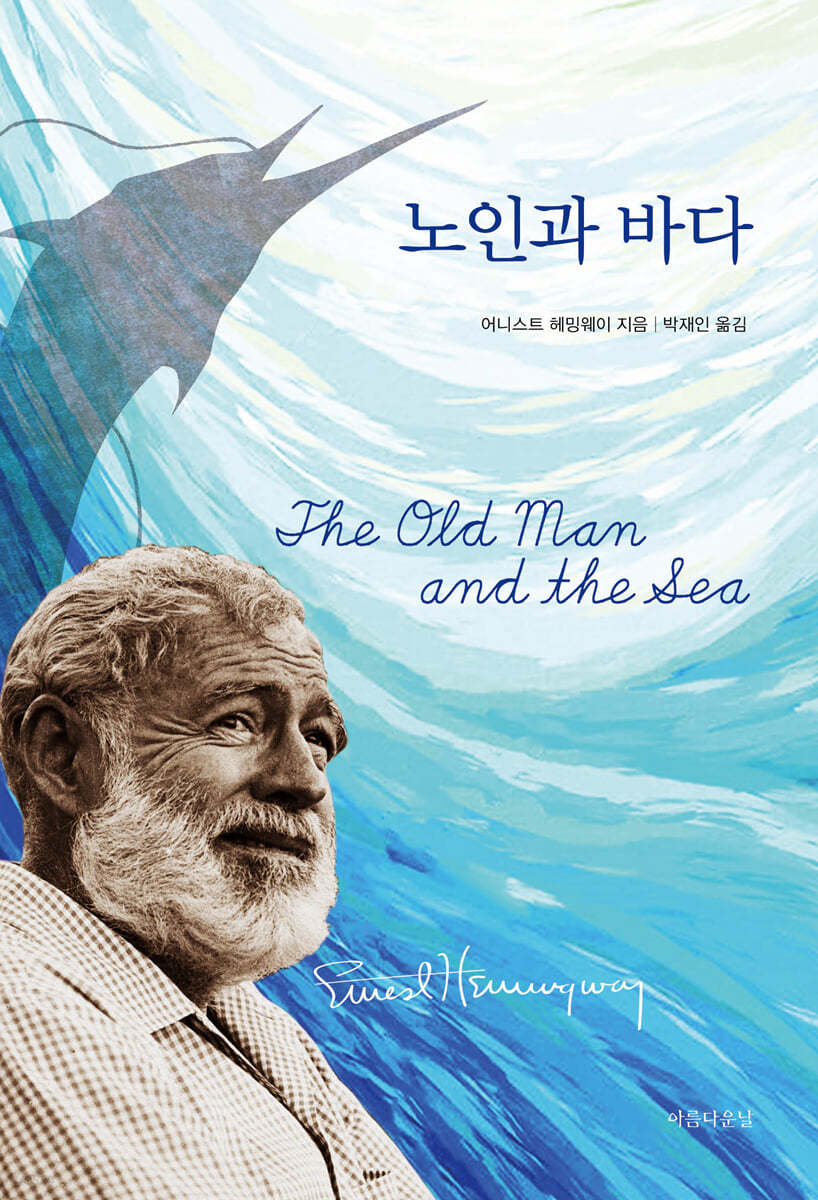 노인과 바다
어니스트 헤밍웨이 지음 | 박재인 옮김
The Old Man
and the Sea
Ernest Hemingway
아름다운날